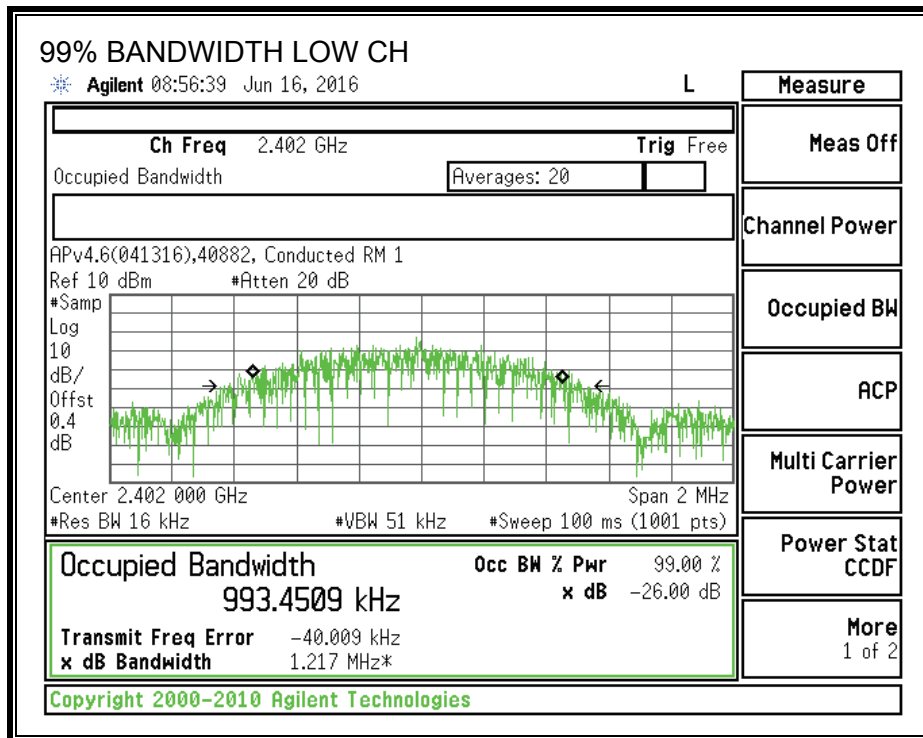 99% BANDWIDTH LOW CH
Agilent 08:56:39 Jun 16, 2016 L
Measure
Ch Freq 2.402 GHz Trig Free
Meas Off
Occupied Bandwidth Averages: 20
Channel Power
APv4.6(041316),40882, Conducted RM 1
Ref 10 dBm #Atten 20 dB
#Samp
Log
10
dB/
Offst
0.4
dB
Occupied BW
ACP
Center 2.402 000 GHz Span 2 MHz
#Res BW 16 kHz #VBW 51 kHz #Sweep 100 ms (1001 pts)
Multi Carrier
Power
Occupied Bandwidth Occ BW % Pwr 99.00 %
993.4509 kHz x dB -26.00 dB
Power Stat
CCDF
Transmit Freq Error -40.009 kHz
x dB Bandwidth 1.217 MHz*
More
1 of 2
Copyright 2000-2010 Agilent Technologies